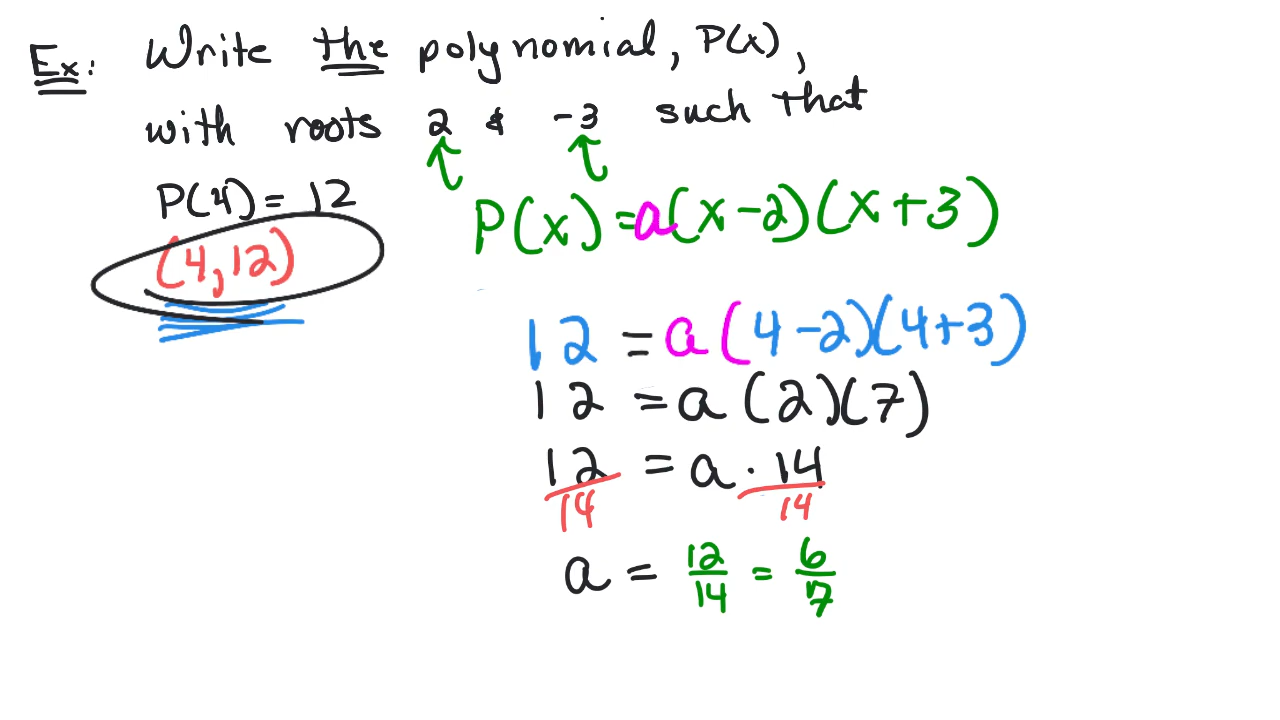 Ex: Write the polynomial, P(x),
with roots 2 & -3 such that
P(4) = 12
(4,12)
P(x) = a(x-2)(x+3)
12 = a(4-2)(4+3)
12 = a(2)(7)
12/14 = a · 14/14
a = 12/14 = 6/7